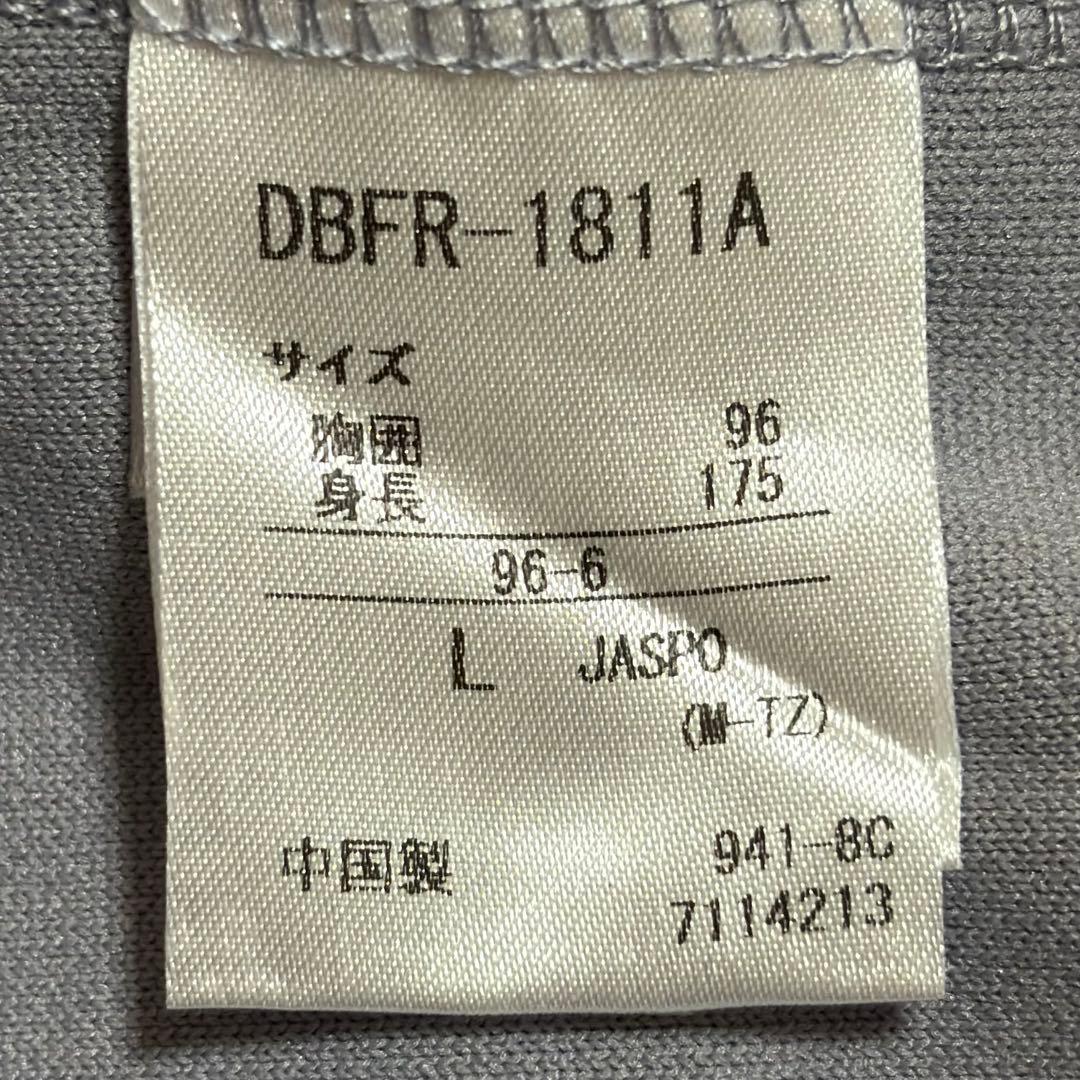 DBFR-1811A
サイズ
胸囲 96
身長 175
96-6
L JASPO
(M-TZ)
中国製 941-8C
7114213